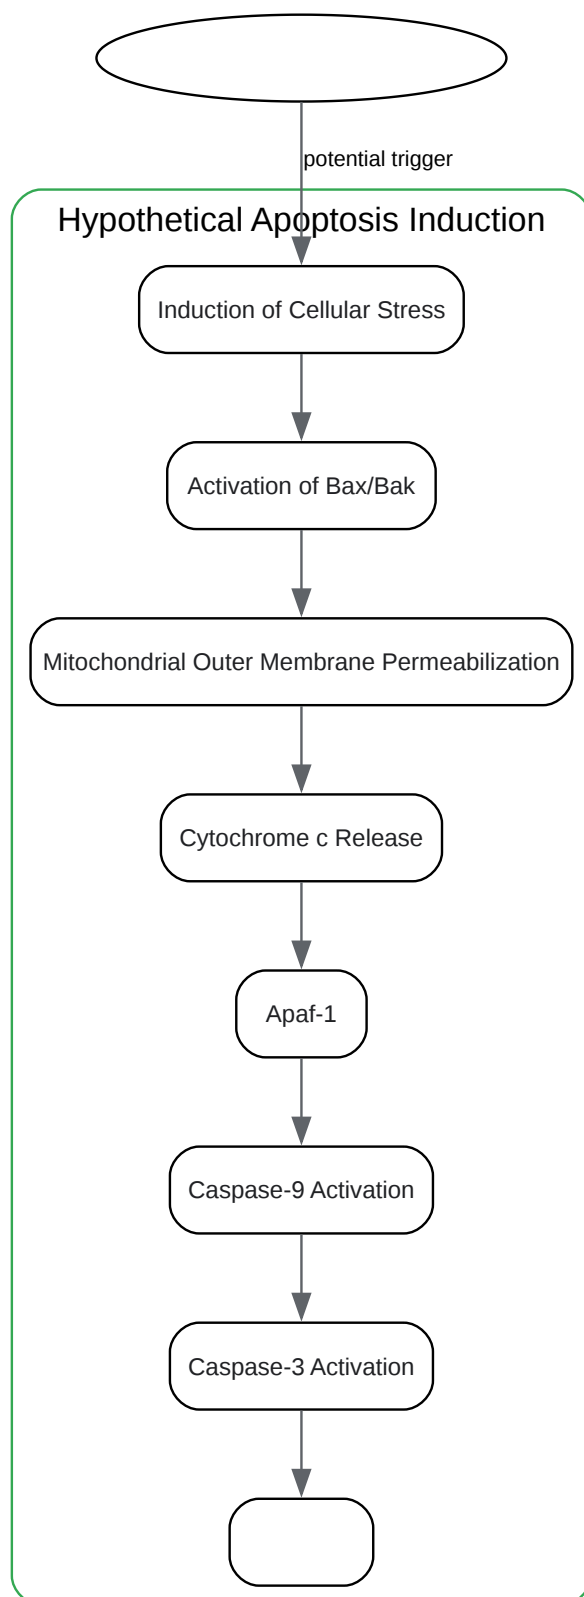 potential trigger
Hypothetical Apoptosis Induction
Induction of Cellular Stress
Activation of Bax/Bak
Mitochondrial Outer Membrane Permeabilization
Cytochrome c Release
Apaf-1
Caspase-9 Activation
Caspase-3 Activation